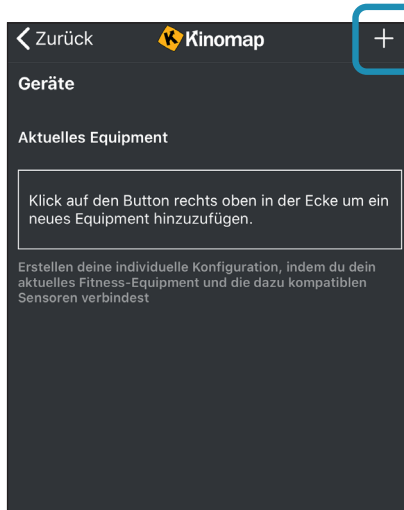 Zurück Kinomap +
Geräte
Aktuelles Equipment
Klick auf den Button rechts oben in der Ecke um ein
neues Equipment hinzuzufügen.
Erstellen deine individuelle Konfiguration, indem du dein
aktuelles Fitness-Equipment und die dazu kompatiblen
Sensoren verbindest